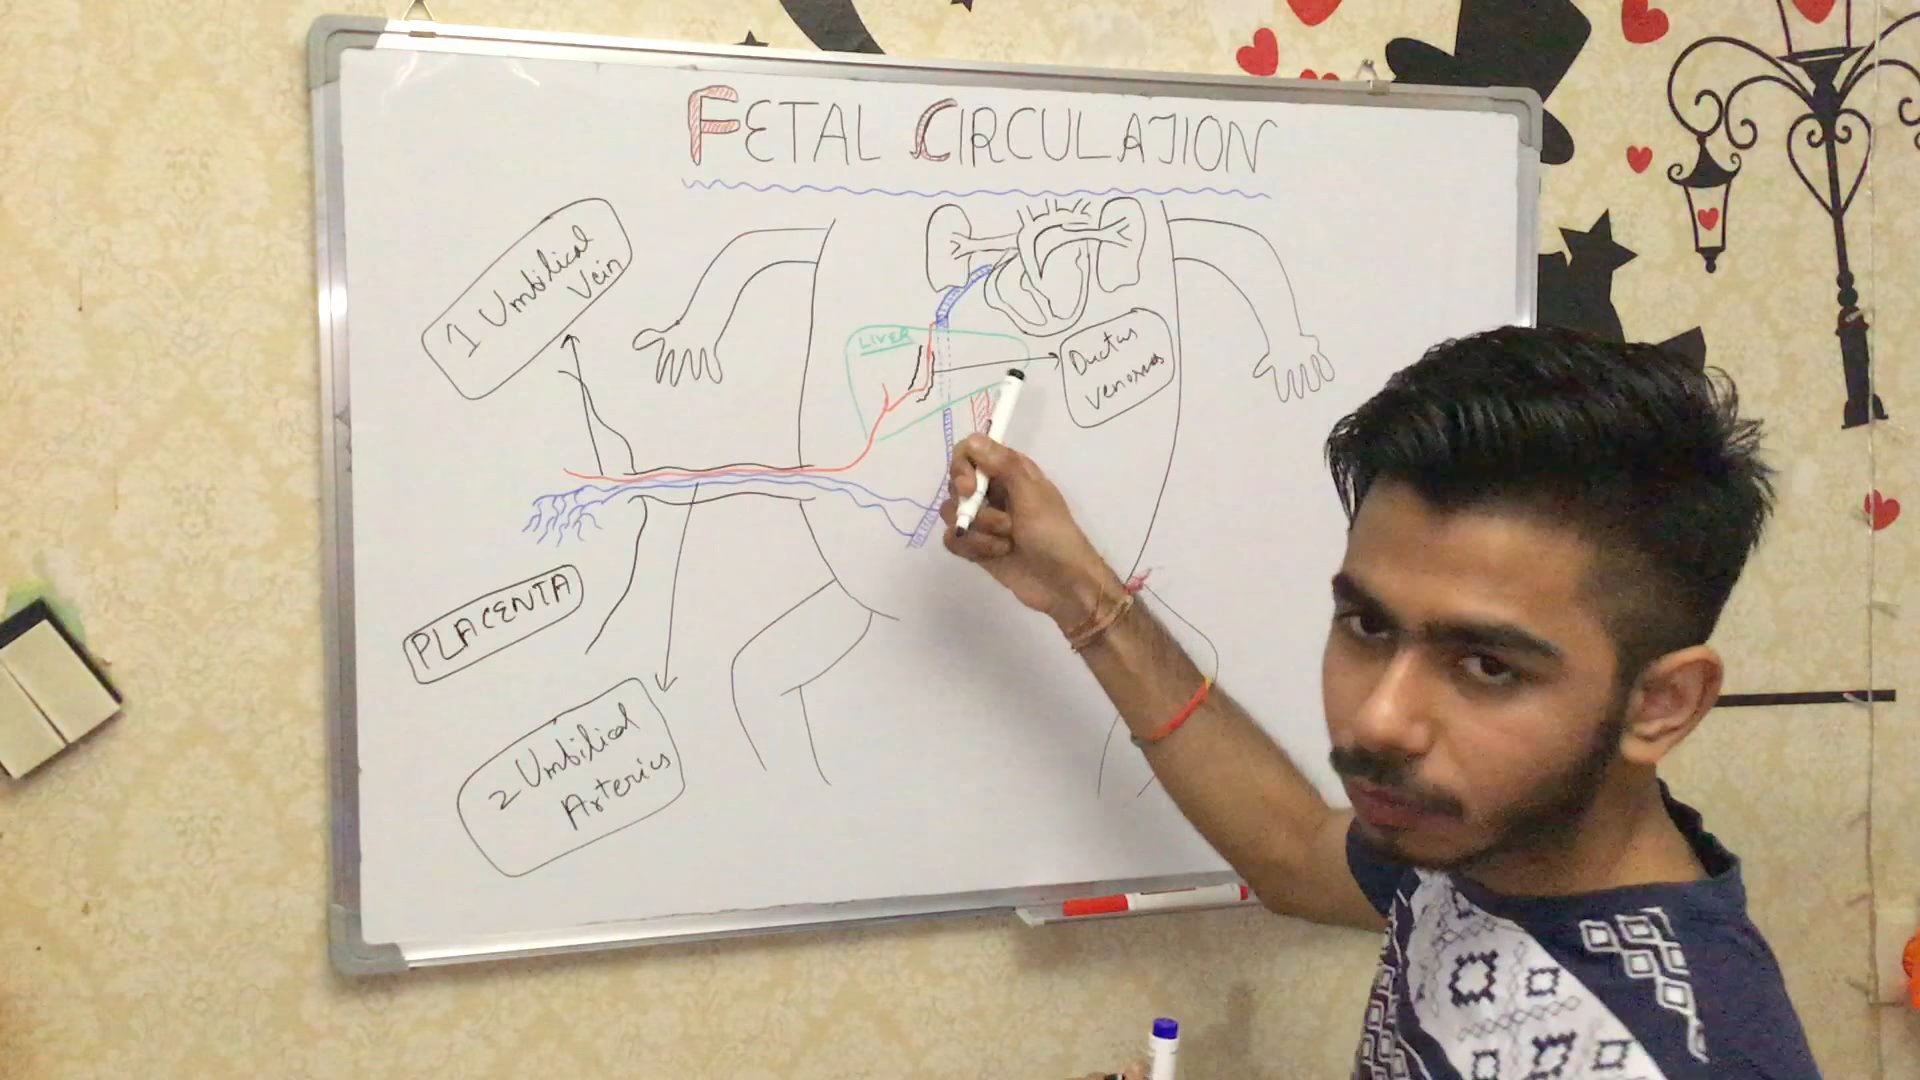 FETAL CIRCULATION
1 Umbilical
Vein
LIVER
Ductus
venosus
PLACENTA
2 Umbilical
Arteries